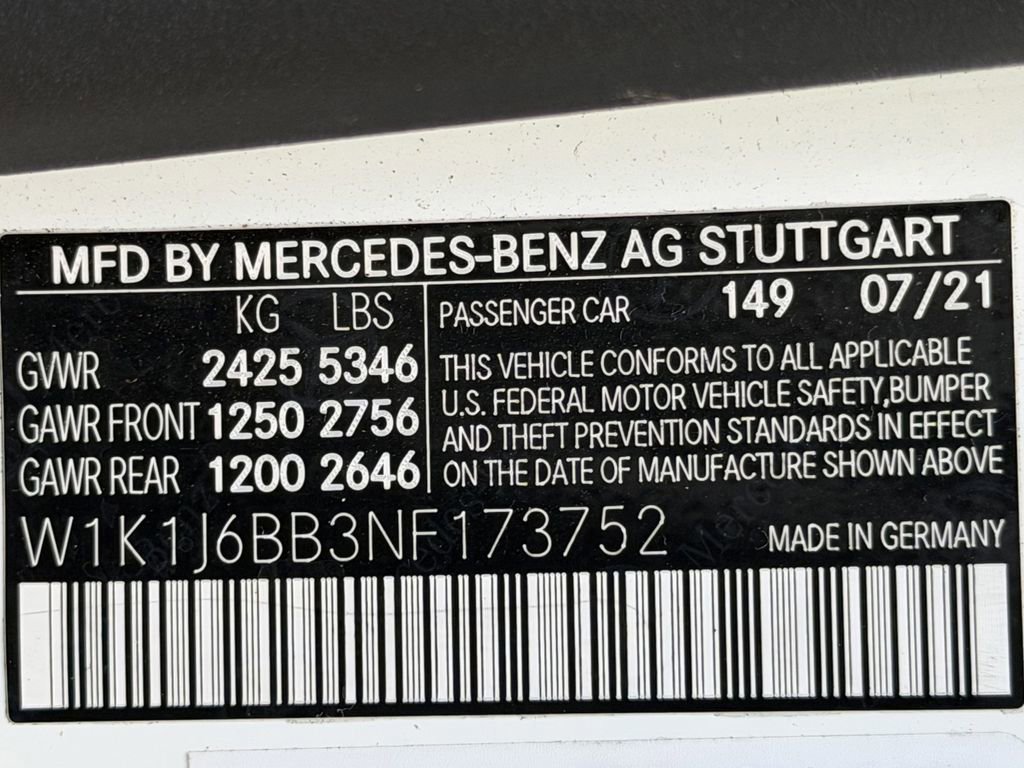 MFD BY MERCEDES-BENZ AG STUTTGART
KG LBS
GVWR 2425 5346
GAWR FRONT 1250 2756
GAWR REAR 1200 2646
PASSENGER CAR 149 07/21
THIS VEHICLE CONFORMS TO ALL APPLICABLE
U.S. FEDERAL MOTOR VEHICLE SAFETY,BUMPER
AND THEFT PREVENTION STANDARDS IN EFFECT
ON THE DATE OF MANUFACTURE SHOWN ABOVE
W1K1J6BB3NF173752 MADE IN GERMANY